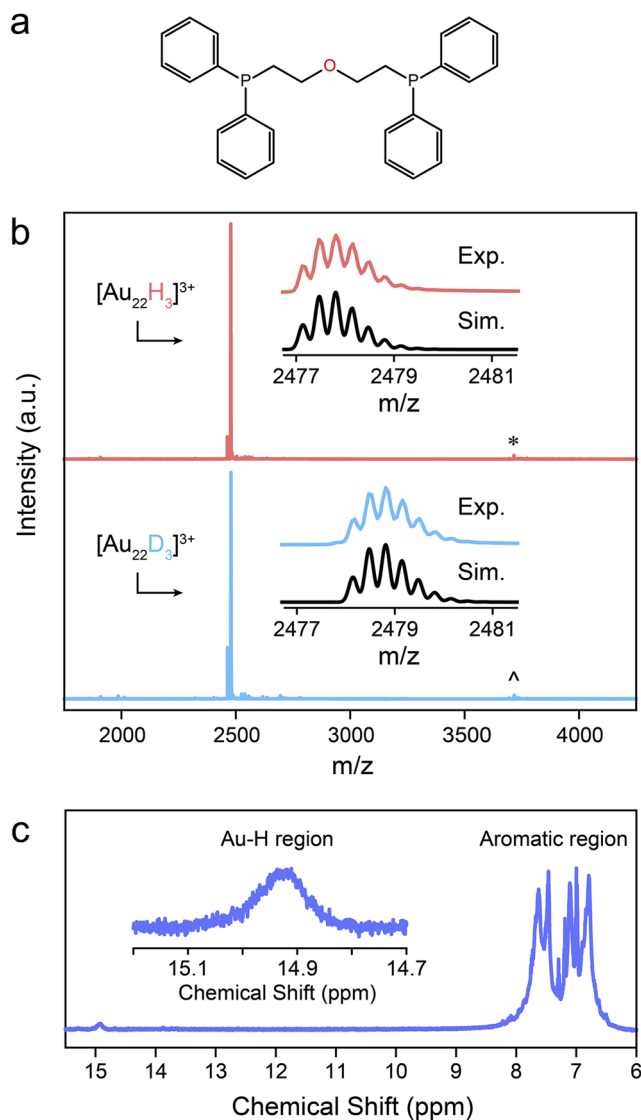 a
O
P P
b
[Au22H3]3+
Exp.
Sim.
2477 2479 2481
m/z
*
Intensity (a.u.)
[Au22D3]3+
Exp.
Sim.
2477 2479 2481
m/z
^
2000 2500 3000 3500 4000
m/z
c
Au-H region Aromatic region
15.1 14.9 14.7
Chemical Shift (ppm)
15 14 13 12 11 10 9 8 7 6
Chemical Shift (ppm)